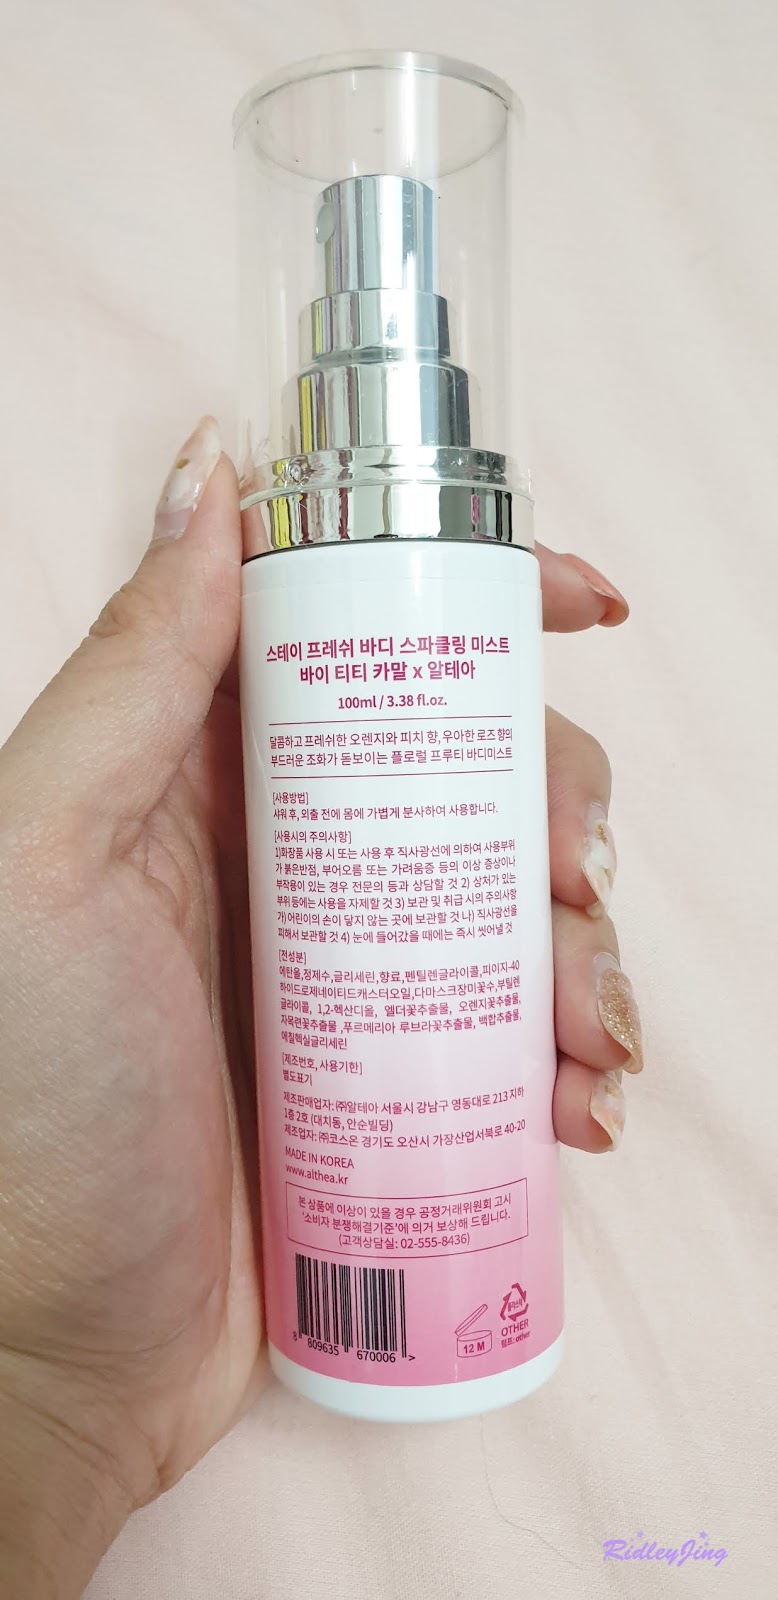 스테이 프레쉬 바디 스파클링 미스트
바이 티티 카말 x 알테아
100ml / 3.38 fl.oz.
달콤하고 프레쉬한 오렌지와 피치 향, 우아한 로즈 향의
부드러운 조화가 돋보이는 플로럴 프루티 바디미스트
[사용방법]
샤워 후, 외출 전에 몸에 가볍게 분사하여 사용합니다.
[사용시의 주의사항]
1)화장품 사용 시 또는 사용 후 직사광선에 의하여 사용부위
가 붉은반점, 부어오름 또는 가려움증 등의 이상 증상이나
부작용이 있는 경우 전문의 등과 상담할 것 2) 상처가 있는
부위 등에는 사용을 자제할 것 3) 보관 및 취급 시의 주의사항
가) 어린이의 손이 닿지 않는 곳에 보관할 것 나) 직사광선을
피해서 보관할 것 4) 눈에 들어갔을 때에는 즉시 씻어낼 것
[전성분]
에탄올,정제수,글리세린,향료,펜틸렌글라이콜,피이지-40
하이드로제네이티드캐스터오일,다마스크장미꽃수,부틸렌
글라이콜, 1,2-헥산디올, 엘더꽃추출물, 오렌지꽃추출물,
자목련꽃추출물 ,푸르메리아 루브라꽃추출물, 백합추출물,
에칠헥실글리세린
[제조번호, 사용기한]
별도표기
제조판매업자: ㈜알테아 서울시 강남구 영동대로 213 지하
1층 2호 (대치동, 안순빌딩)
제조업자: ㈜코스온 경기도 오산시 가장산업서북로 40-20
MADE IN KOREA
www.althea.kr
본 상품에 이상이 있을 경우 공정거래위원회 고시
'소비자 분쟁해결기준'에 의거 보상해 드립니다.
(고객상담실: 02-555-8436)
8 809635 670006 >
12 M
플라스틱
OTHER
펌프: other
RidleyJing